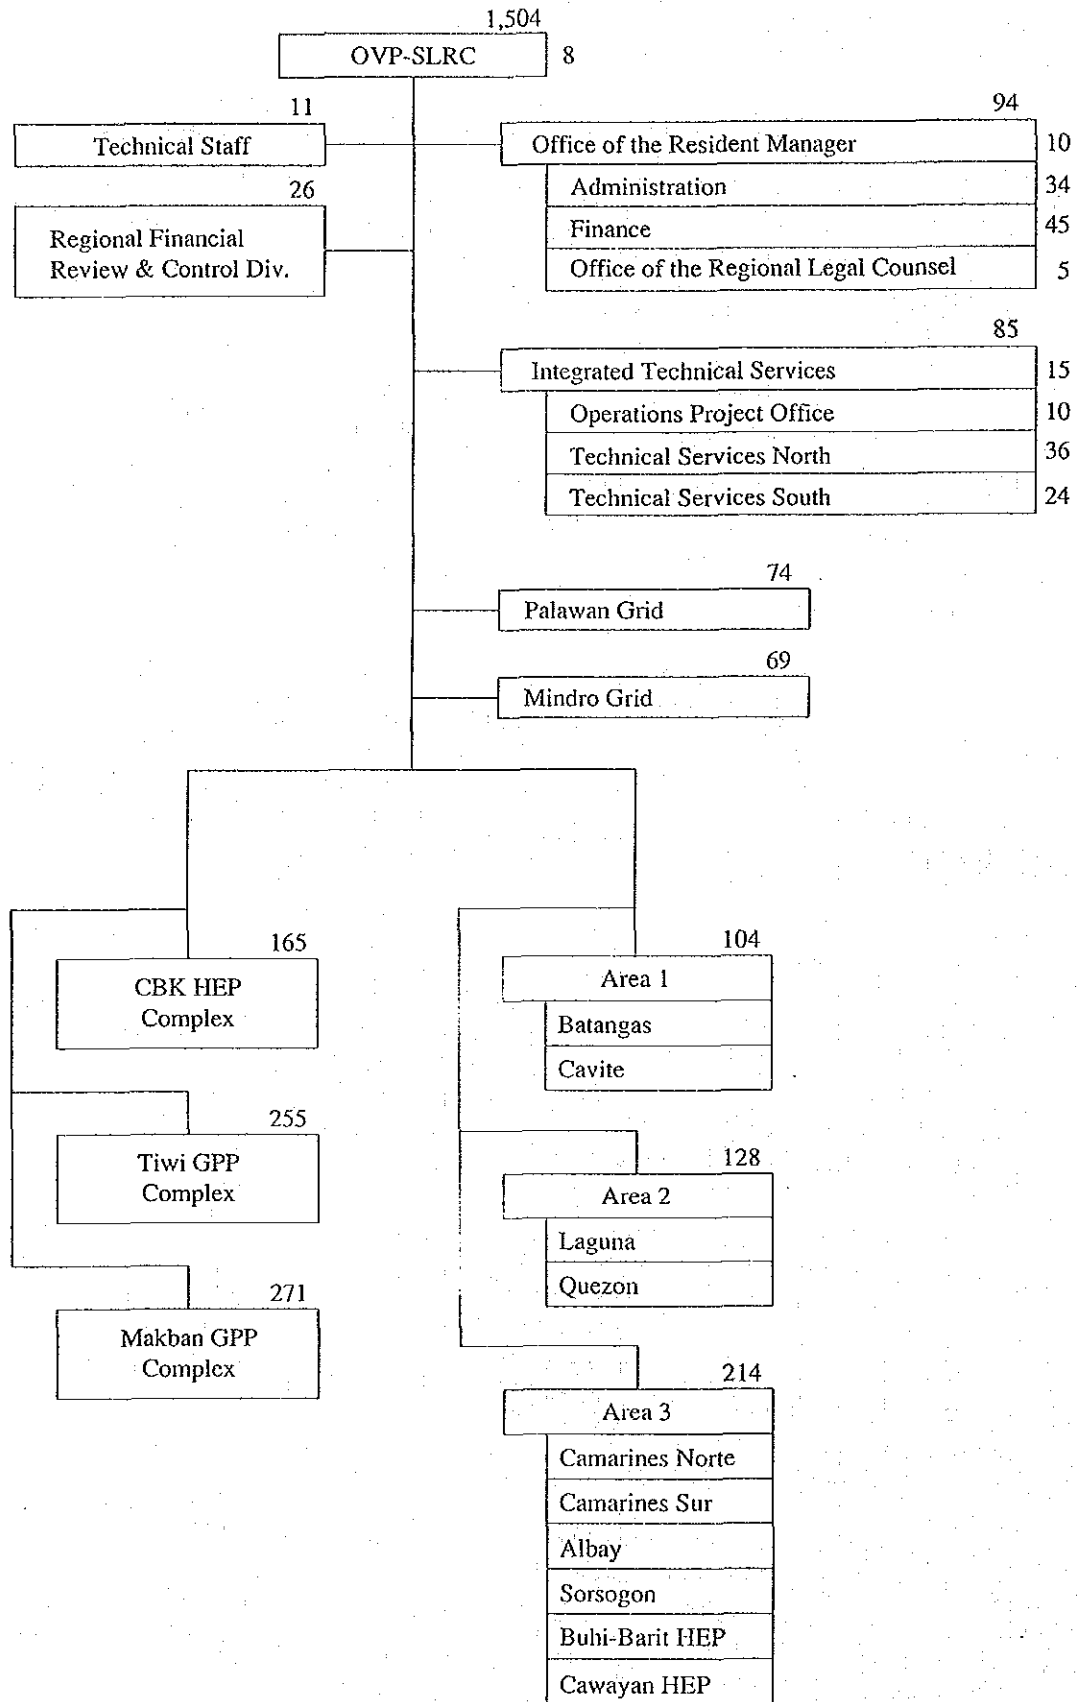 1,504
OVP-SLRC 8
11
Technical Staff
26
Regional Financial
Review & Control Div.
94
Office of the Resident Manager 10
Administration 34
Finance 45
Office of the Regional Legal Counsel 5
85
Integrated Technical Services 15
Operations Project Office 10
Technical Services North 36
Technical Services South 24
74
Palawan Grid
69
Mindro Grid
165
CBK HEP
Complex
255
Tiwi GPP
Complex
271
Makban GPP
Complex
104
Area 1
Batangas
Cavite
128
Area 2
Laguna
Quezon
214
Area 3
Camarines Norte
Camarines Sur
Albay
Sorsogon
Buhi-Barit HEP
Cawayan HEP